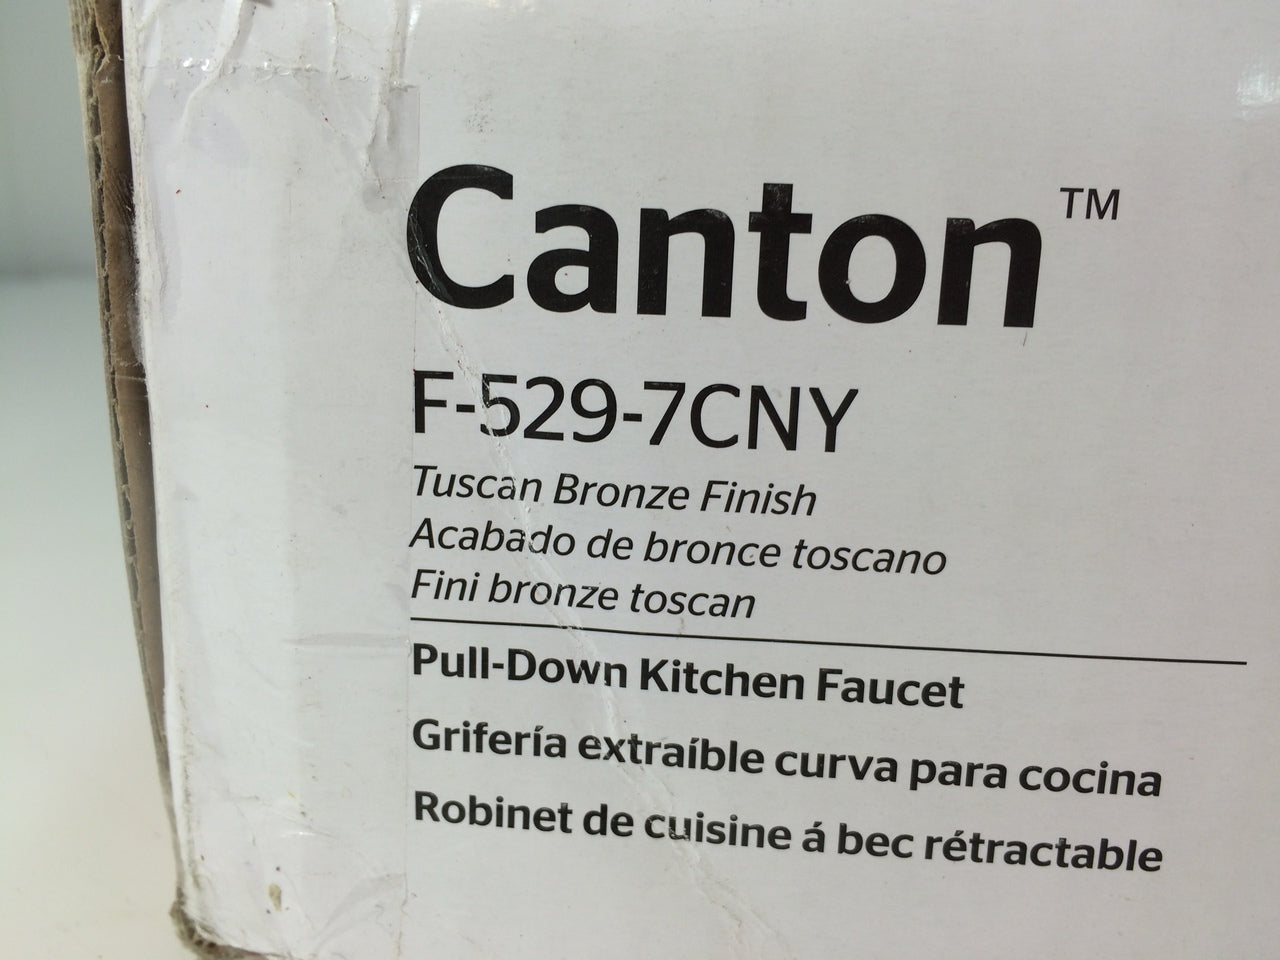 Canton™
F-529-7CNY
Tuscan Bronze Finish
Acabado de bronce toscano
Fini bronze toscan
Pull-Down Kitchen Faucet
Grifería extraíble curva para cocina
Robinet de cuisine á bec rétractable